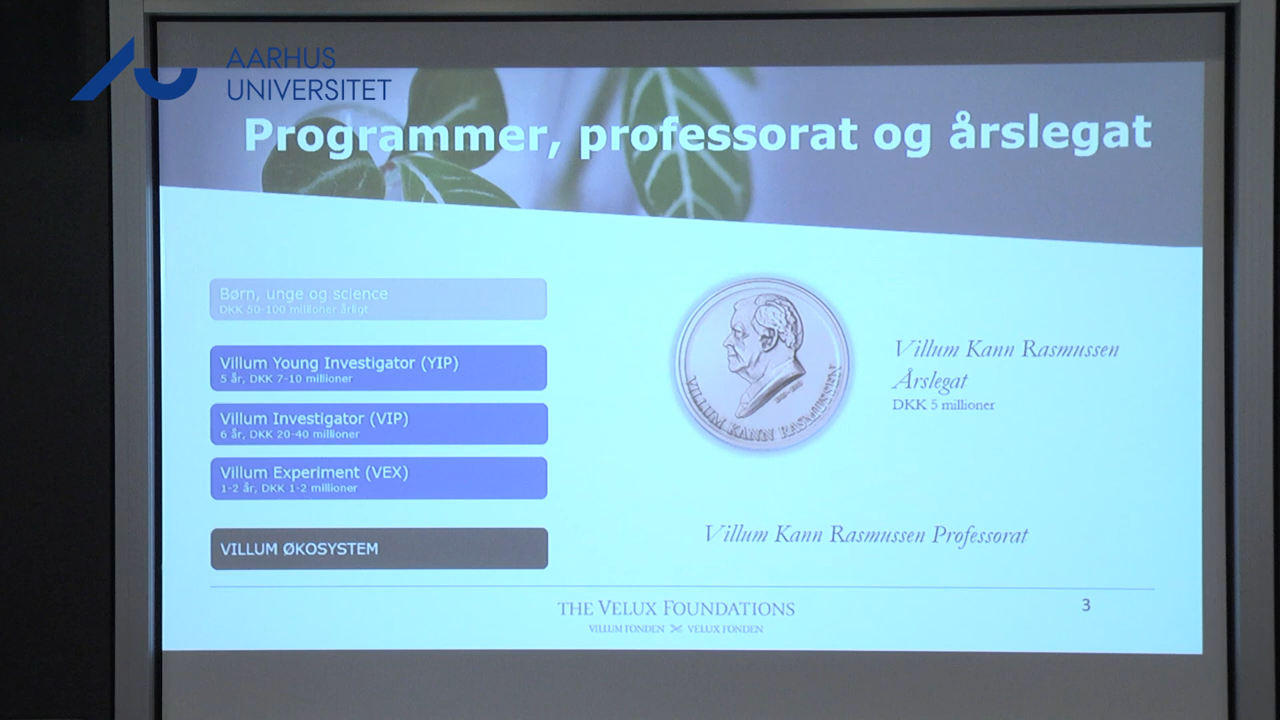 AARHUS
UNIVERSITET
Programmer, professorat og årslegat
Børn, unge og science
DKK 50-100 millioner årligt
Villum Young Investigator (YIP)
5 år, DKK 7-10 millioner
Villum Investigator (VIP)
6 år, DKK 20-40 millioner
Villum Experiment (VEX)
1-2 år, DKK 1-2 millioner
VILLUM ØKOSYSTEM
VILLUM KANN RASMUSSEN
Villum Kann Rasmussen
Årslegat
DKK 5 millioner
Villum Kann Rasmussen Professorat
THE VELUX FOUNDATIONS
VILLUM FONDEN VELUX FONDEN
3